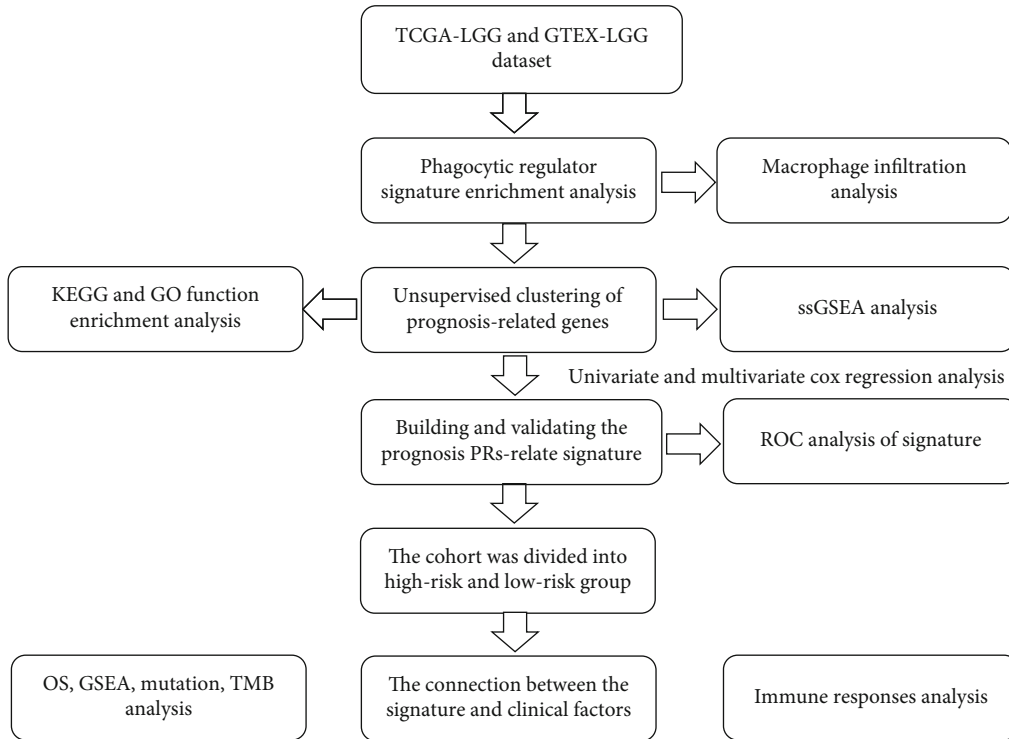 TCGA-LGG and GTEX-LGG
dataset
Phagocytic regulator
signature enrichment analysis
Macrophage infiltration
analysis
KEGG and GO function
enrichment analysis
Unsupervised clustering of
prognosis-related genes
ssGSEA analysis
Univariate and multivariate cox regression analysis
Building and validating the
prognosis PRs-relate signature
ROC analysis of signature
The cohort was divided into
high-risk and low-risk group
OS, GSEA, mutation, TMB
analysis
The connection between the
signature and clinical factors
Immune responses analysis